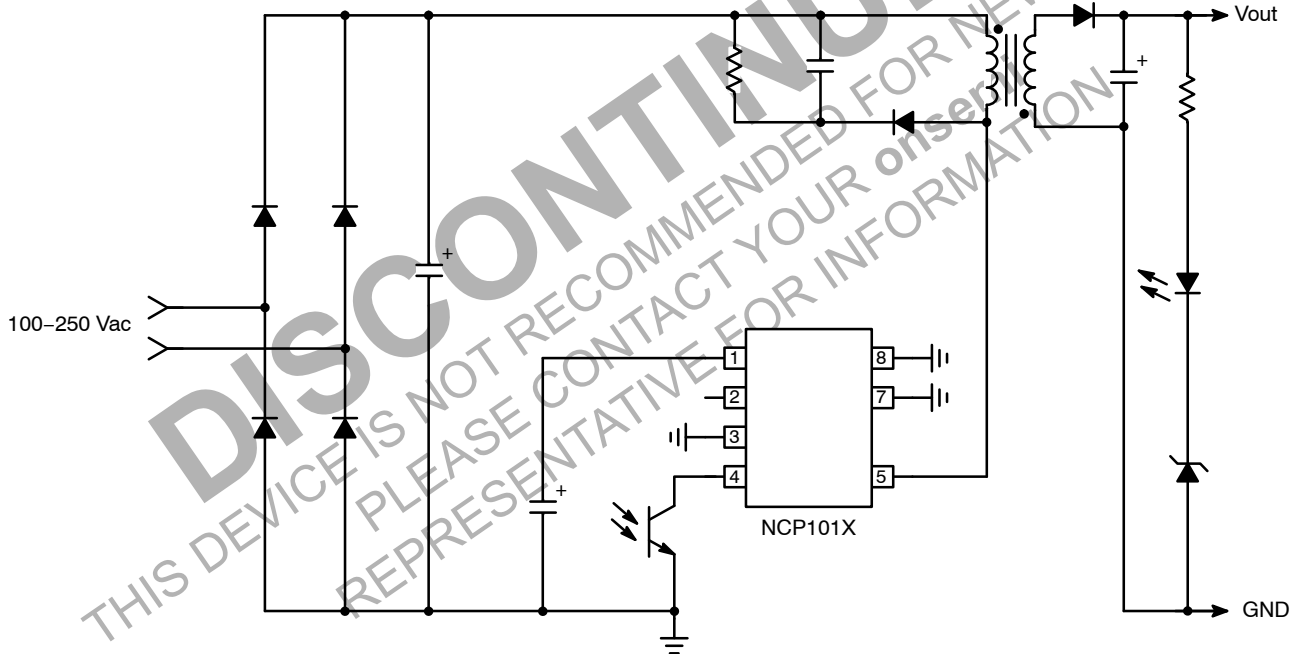 Vout
+
+
+
100−250 Vac
1
2
3
4
8
7
5
+
NCP101X
GND
DISCONTINU
THIS DEVICE IS NOT RECOMMENDED FOR NEW
PLEASE CONTACT YOUR onsemi
REPRESENTATIVE FOR INFORMATION